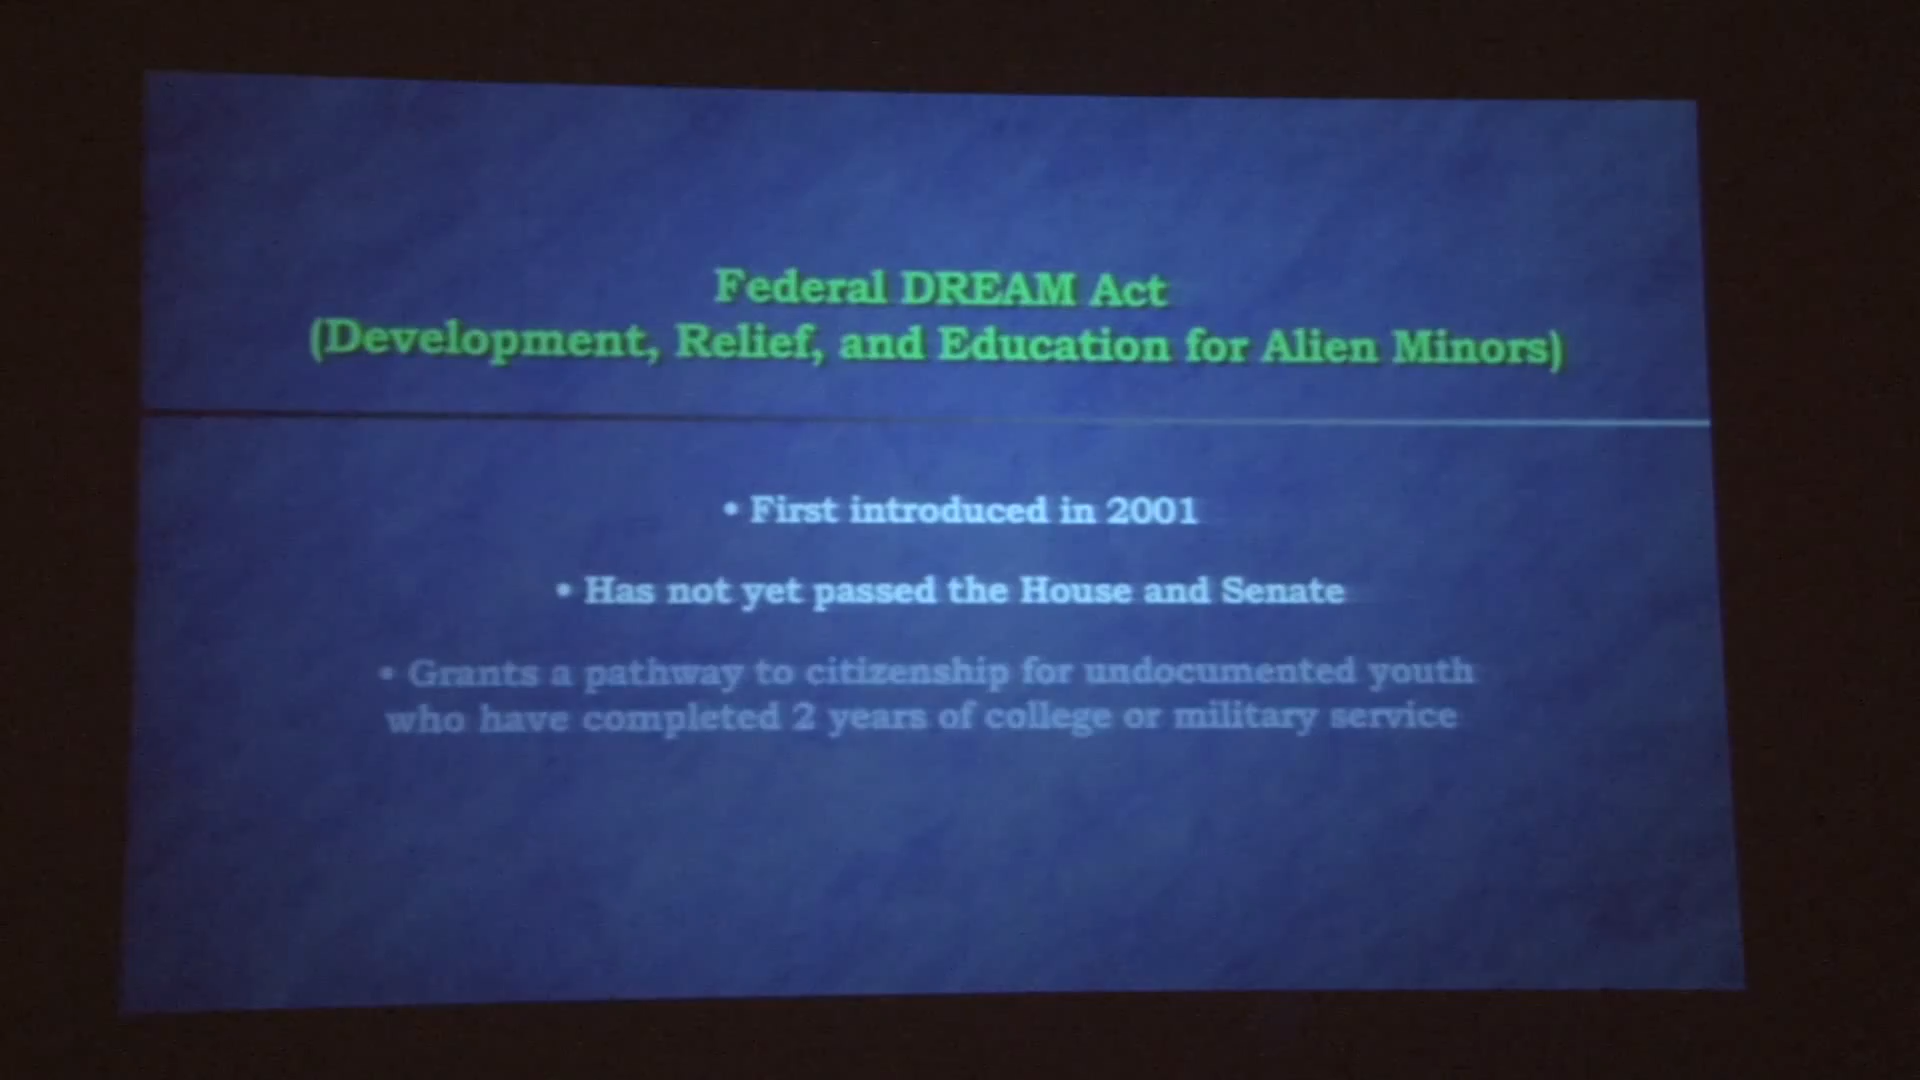 Federal DREAM Act
(Development, Relief, and Education for Alien Minors)
• First introduced in 2001
• Has not yet passed the House and Senate
• Grants a pathway to citizenship for undocumented youth
who have completed 2 years of college or military service